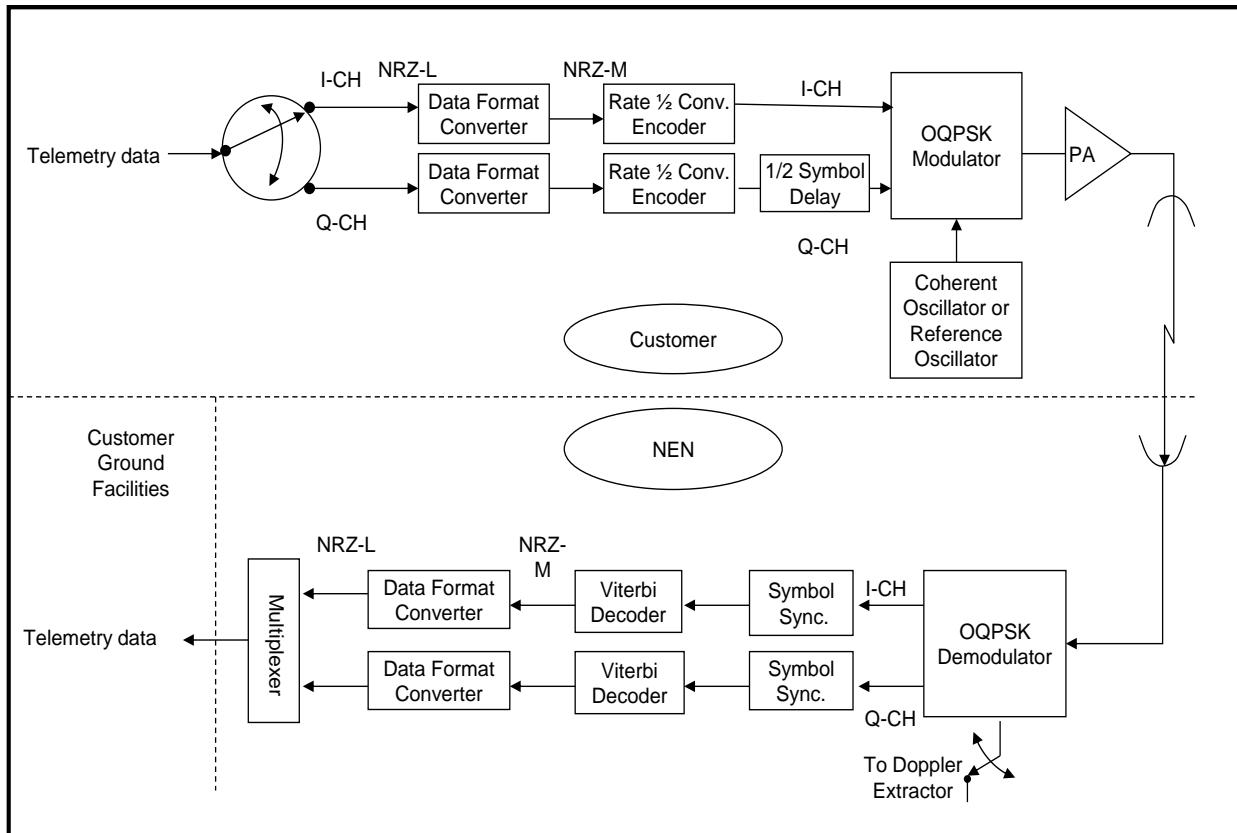 I-CH
NRZ-L
NRZ-M
I-CH
Data Format
Converter
Rate ½ Conv.
Encoder
OQPSK
Modulator
PA
Telemetry data
Data Format
Converter
Rate ½ Conv.
Encoder
1/2 Symbol
Delay
Q-CH
Q-CH
Coherent
Oscillator or
Reference
Oscillator
Customer
Customer
Ground
Facilities
NEN
NRZ-L
NRZ-
M
I-CH
Multiplexer
Data Format
Converter
Viterbi
Decoder
Symbol
Sync.
OQPSK
Demodulator
Telemetry data
Data Format
Converter
Viterbi
Decoder
Symbol
Sync.
Q-CH
To Doppler
Extractor